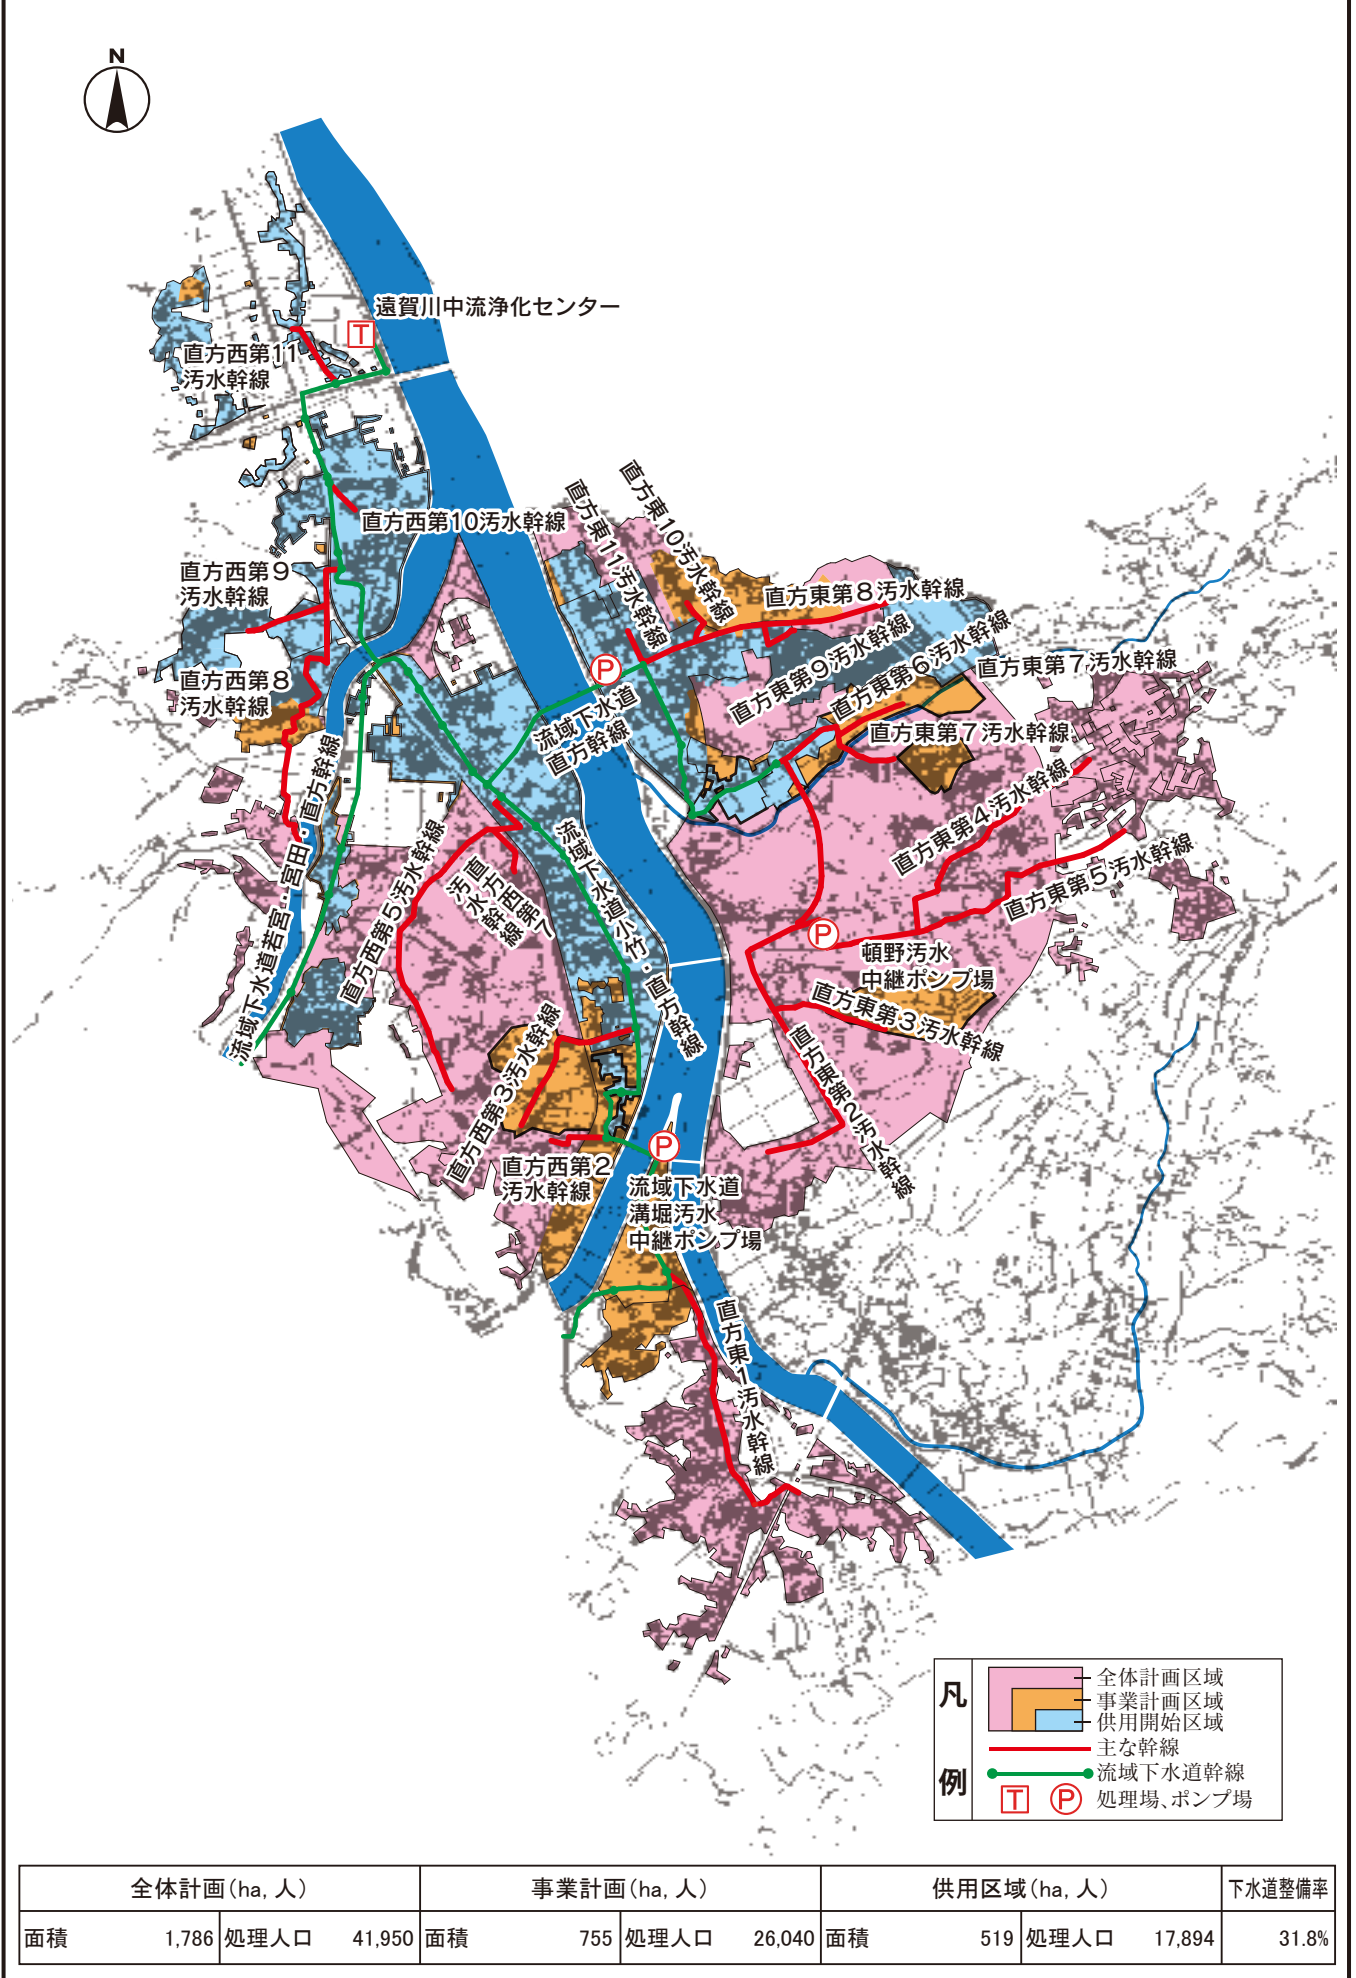 N
遠賀川中流浄化センター
T
直方西第11
汚水幹線
直方西第10汚水幹線
直方東10汚水幹線
直方東11汚水幹線
直方西第9
汚水幹線
直方東第8汚水幹線
直方東第9汚水幹線
直方東第6汚水幹線
直方東第7汚水幹線
P
直方西第8
汚水幹線
流域下水道
直方幹線
直方東第7汚水幹線
流域下水道若宮・宮田・直方幹線
直方東第4汚水幹線
直方西第5汚水幹線
直方西第7
汚水幹線
流域下水道小竹・直方幹線
直方東第5汚水幹線
P
頓野汚水
中継ポンプ場
直方東第3汚水幹線
直方西第3汚水幹線
直方東第2汚水幹線
P
直方西第2
汚水幹線
流域下水道
溝堀汚水
中継ポンプ場
直方東1汚水幹線
凡例
全体計画区域
事業計画区域
供用開始区域
主な幹線
流域下水道幹線
T P 処理場、ポンプ場
全体計画(ha, 人) 事業計画(ha, 人) 供用区域(ha, 人) 下水道整備率
面積 1,786 処理人口 41,950 面積 755 処理人口 26,040 面積 519 処理人口 17,894 31.8%